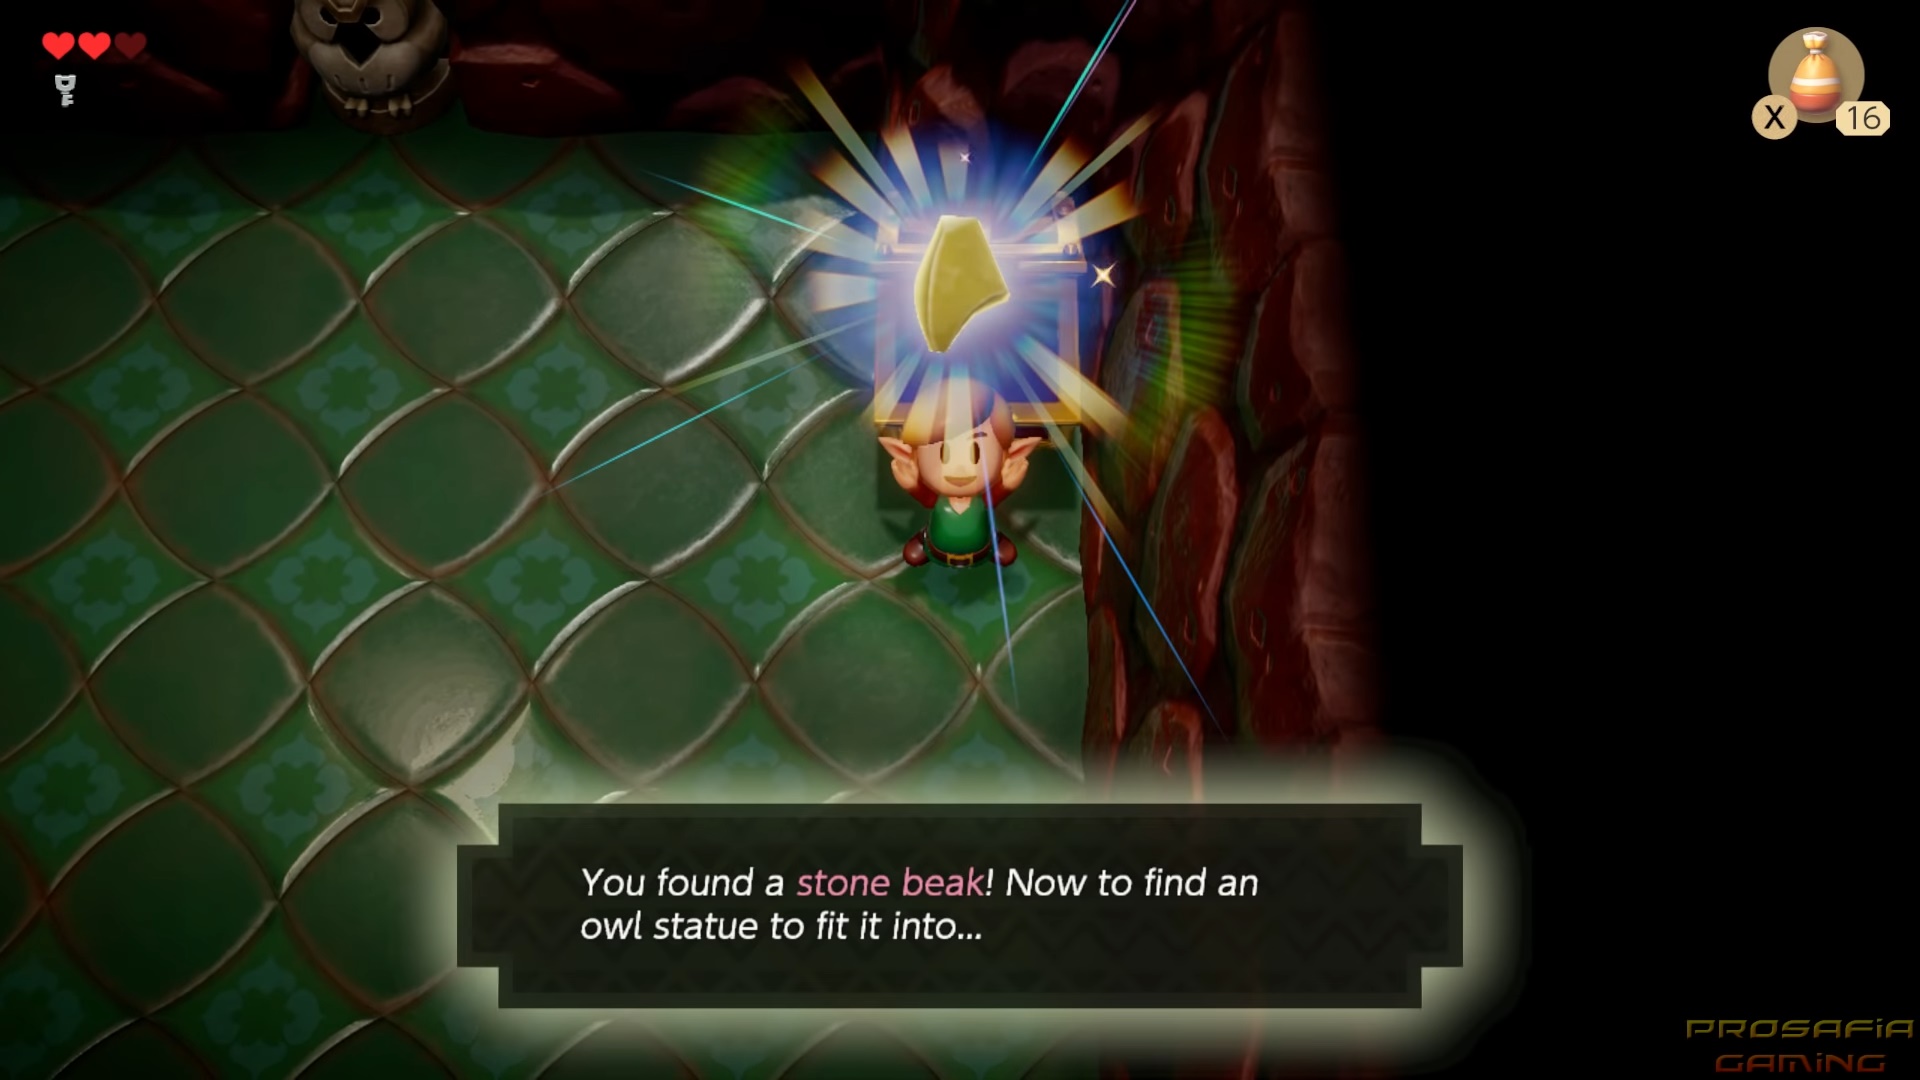 X
16
You found a stone beak! Now to find an
owl statue to fit it into...
PROSAFiA
GAMiNG